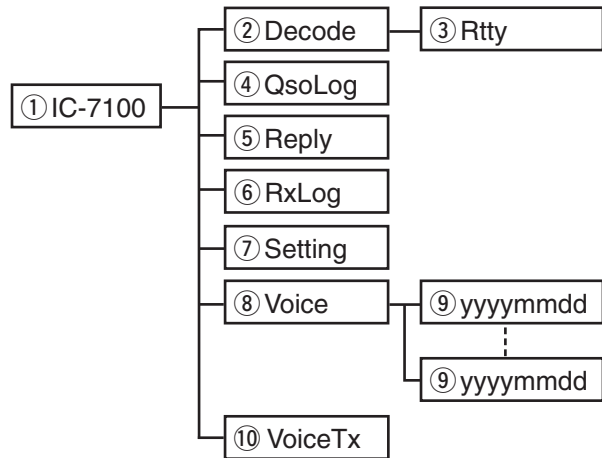 ② Decode
③ Rtty
④ QsoLog
① IC-7100
⑤ Reply
⑥ RxLog
⑦ Setting
⑧ Voice
⑨ yyyymmdd
⑨ yyyymmdd
⑩ VoiceTx